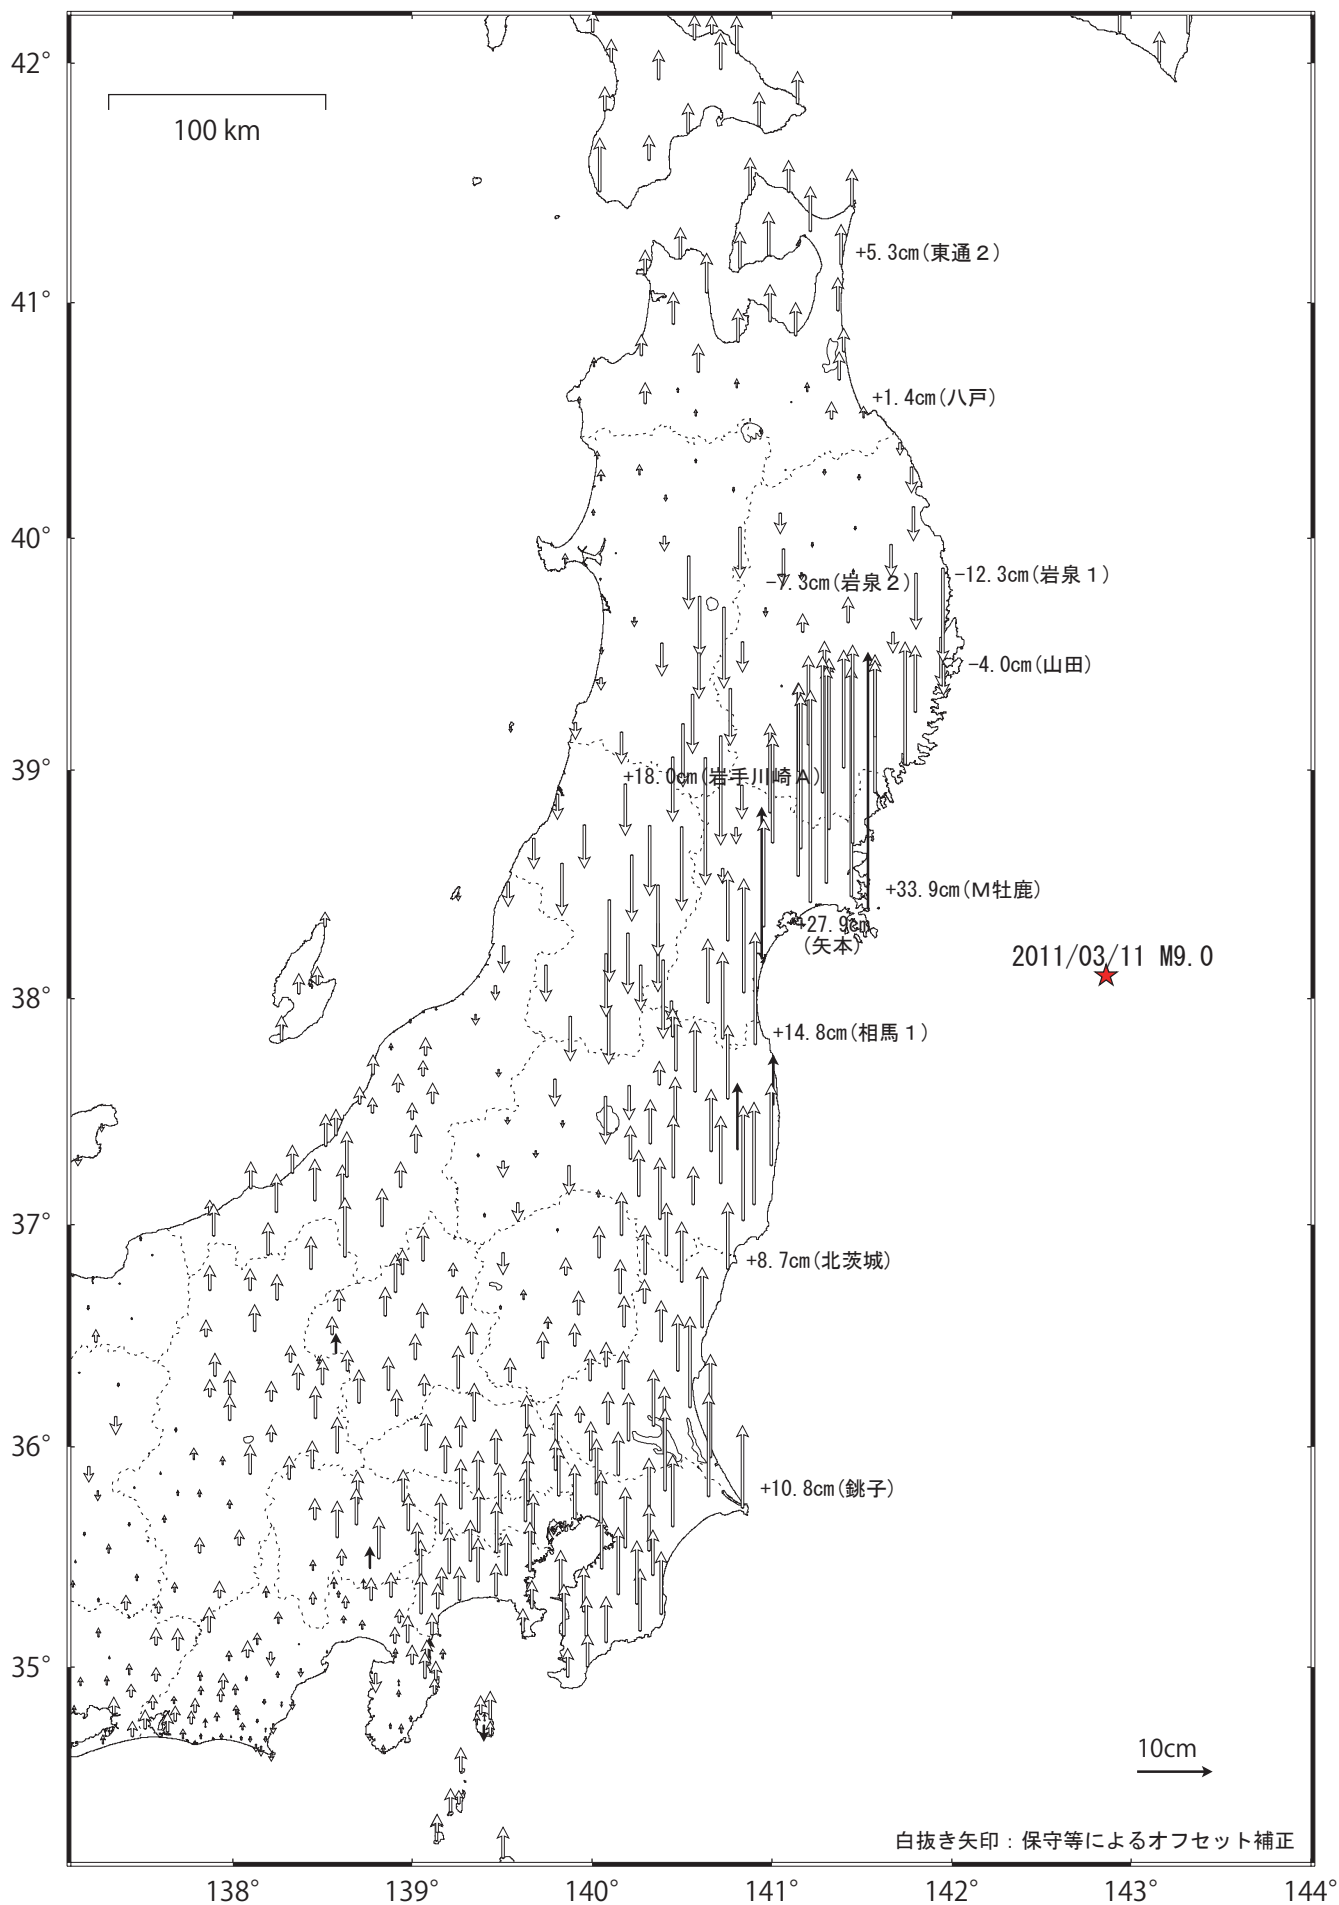 42°
100 km
+5.3cm(東通２)
41°
+1.4cm(八戸)
40°
-12.3cm(岩泉１)
-7.3cm(岩泉２)
-4.0cm(山田)
39°
+18.0cm(岩手川崎Ａ)
+33.9cm(Ｍ牡鹿)
+27.9cm
(矢本)
2011/03/11 M9.0
38°
+14.8cm(相馬１)
37°
+8.7cm(北茨城)
36°
+10.8cm(銚子)
35°
10cm
白抜き矢印：保守等によるオフセット補正
138° 139° 140° 141° 142° 143° 144°